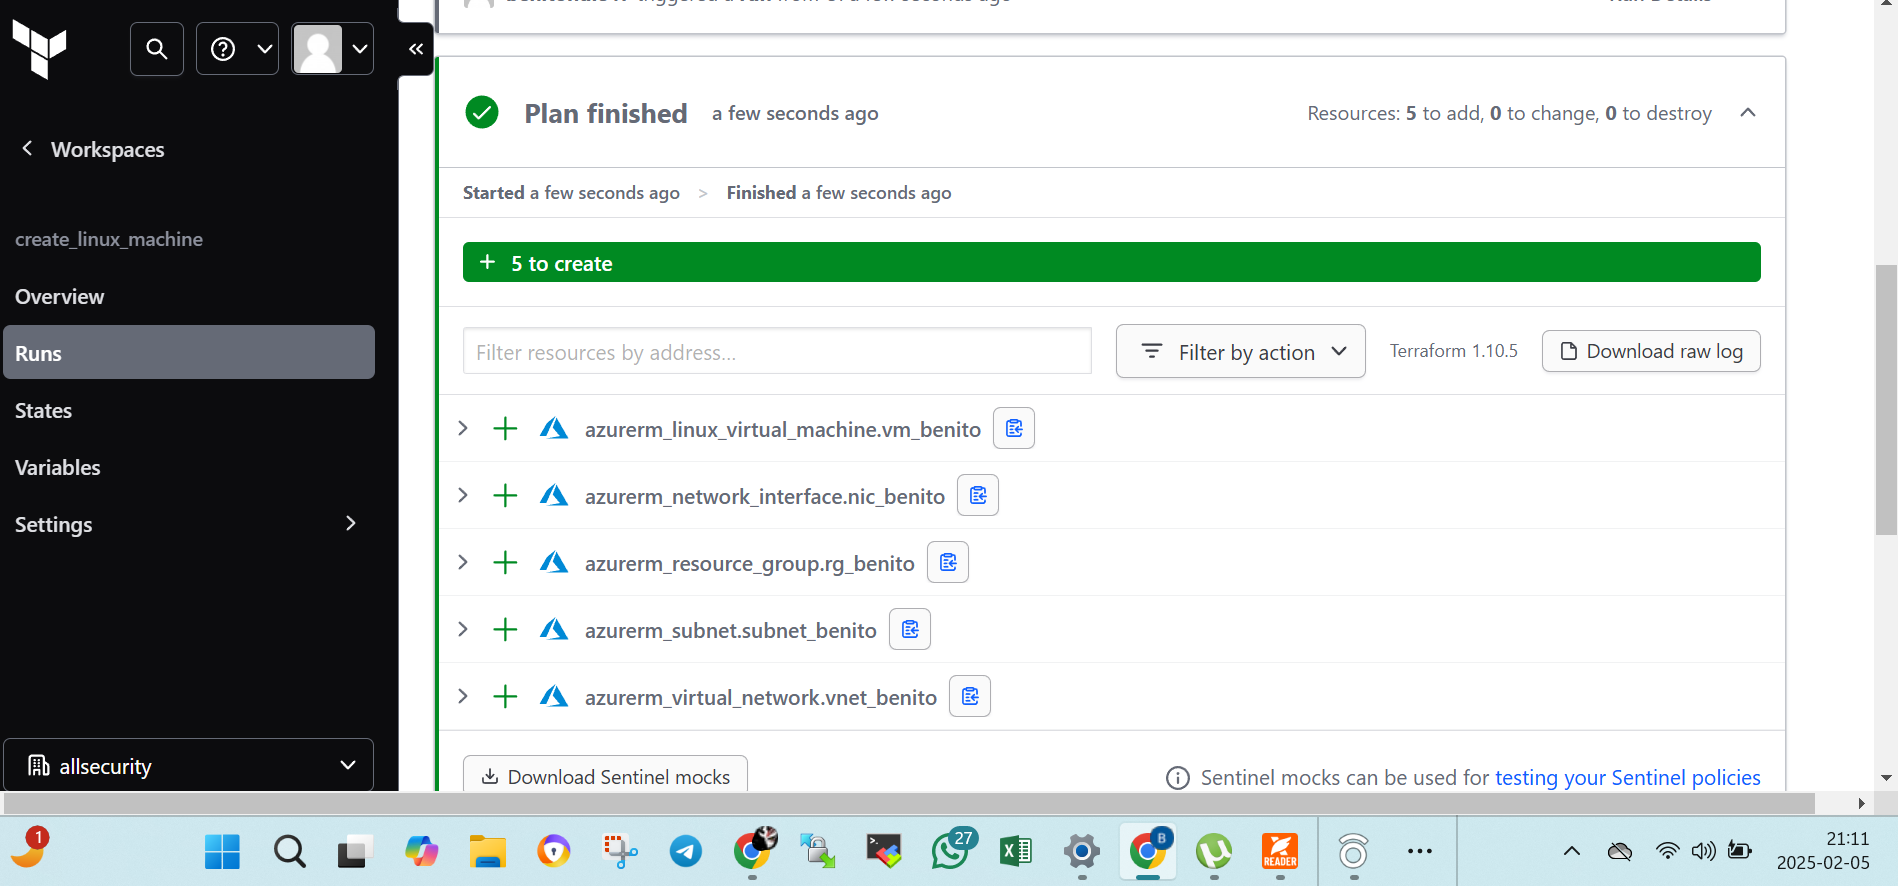 Workspaces
create_linux_machine
Overview
Runs
States
Variables
Settings
allsecurity
Plan finished a few seconds ago
Resources: 5 to add, 0 to change, 0 to destroy
Started a few seconds ago > Finished a few seconds ago
+ 5 to create
Filter resources by address...
Filter by action
Terraform 1.10.5
Download raw log
azurerm_linux_virtual_machine.vm_benito
azurerm_network_interface.nic_benito
azurerm_resource_group.rg_benito
azurerm_subnet.subnet_benito
azurerm_virtual_network.vnet_benito
Download Sentinel mocks
Sentinel mocks can be used for testing your Sentinel policies
1
27
B
READER
21:11
2025-02-05